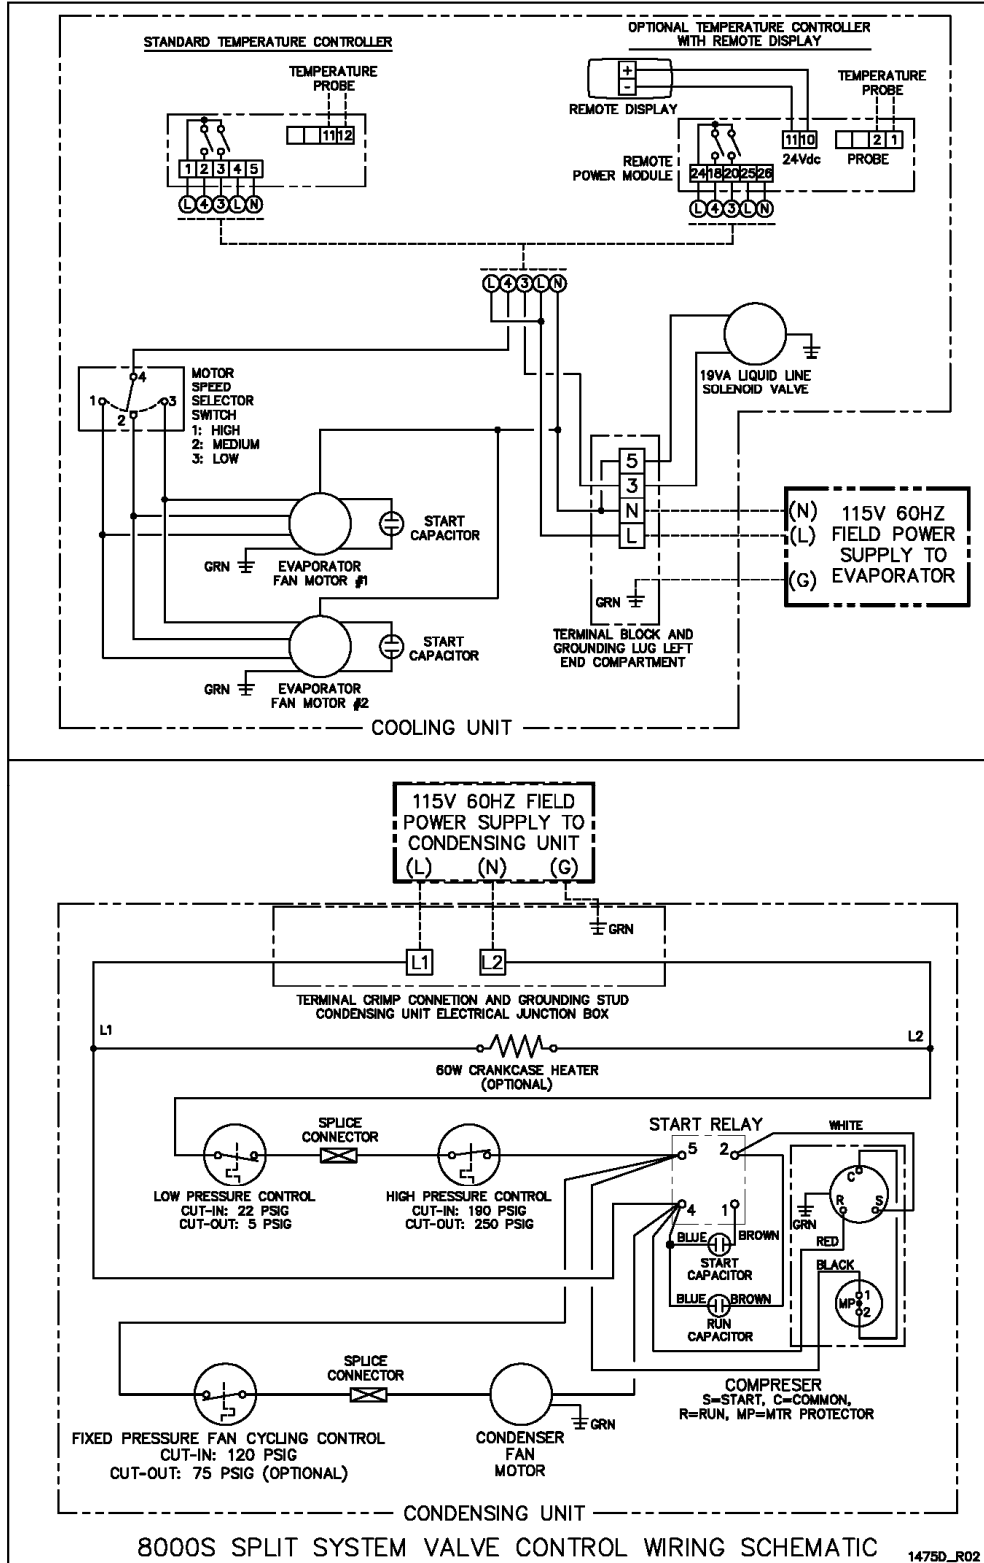 STANDARD TEMPERATURE CONTROLLER
TEMPERATURE
PROBE
11 12
1 2 3 4 5
L 4 3 L N
OPTIONAL TEMPERATURE CONTROLLER
WITH REMOTE DISPLAY
+
-
REMOTE DISPLAY
TEMPERATURE
PROBE
11 10
24Vdc
2 1
PROBE
REMOTE
POWER MODULE
24 18 20 25 26
L 4 3 L N
L 4 3 L N
19VA LIQUID LINE
SOLENOID VALVE
4
1
3
2
MOTOR
SPEED
SELECTOR
SWITCH
1: HIGH
2: MEDIUM
3: LOW
START
CAPACITOR
GRN
EVAPORATOR
FAN MOTOR #1
START
CAPACITOR
GRN
EVAPORATOR
FAN MOTOR #2
5
3
N
L
GRN
TERMINAL BLOCK AND
GROUNDING LUG LEFT
END COMPARTMENT
(N)
(L)
(G)
115V 60HZ
FIELD POWER
SUPPLY TO
EVAPORATOR
COOLING UNIT
115V 60HZ FIELD
POWER SUPPLY TO
CONDENSING UNIT
(L) (N) (G)
GRN
L1
L2
TERMINAL CRIMP CONNETION AND GROUNDING STUD
CONDENSING UNIT ELECTRICAL JUNCTION BOX
L1
L2
60W CRANKCASE HEATER
(OPTIONAL)
SPLICE
CONNECTOR
LOW PRESSURE CONTROL
CUT-IN: 22 PSIG
CUT-OUT: 5 PSIG
HIGH PRESSURE CONTROL
CUT-IN: 190 PSIG
CUT-OUT: 250 PSIG
START RELAY
5 2
4 1
WHITE
C
R S
GRN
RED
BLACK
BLUE BROWN
START
CAPACITOR
BLUE BROWN
RUN
CAPACITOR
MP
1
2
COMPRESER
S=START, C=COMMON,
R=RUN, MP=MTR PROTECTOR
SPLICE
CONNECTOR
FIXED PRESSURE FAN CYCLING CONTROL
CUT-IN: 120 PSIG
CUT-OUT: 75 PSIG (OPTIONAL)
CONDENSER
FAN
MOTOR
GRN
CONDENSING UNIT
8000S SPLIT SYSTEM VALVE CONTROL WIRING SCHEMATIC
1475D_R02